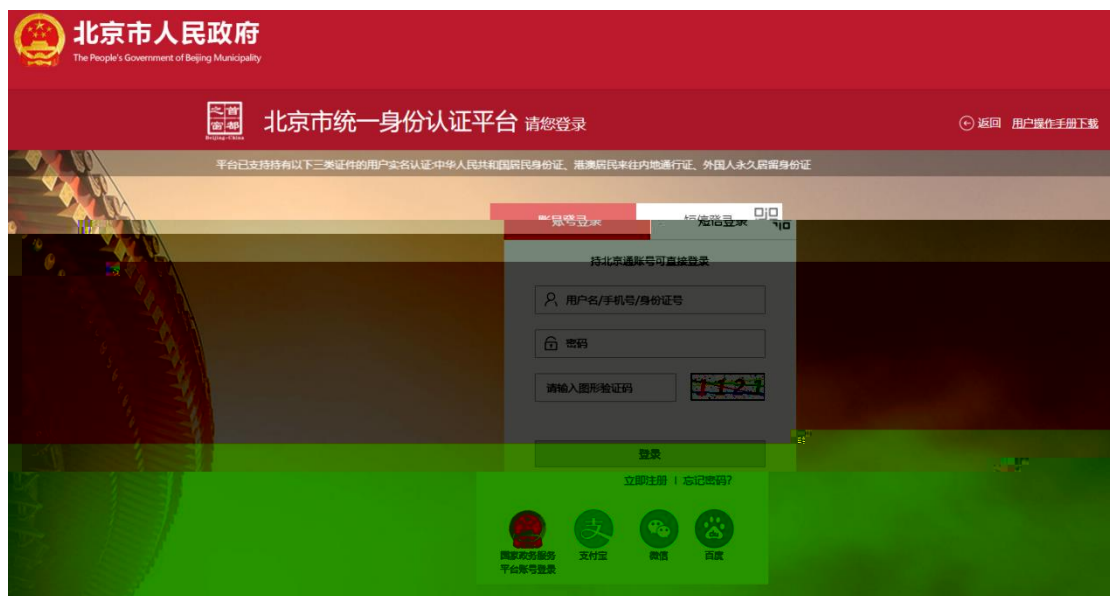 北京市人民政府
The People's Government of Beijing Municipality
首都之窗
Beijing-China
北京市统一身份认证平台 请您登录
返回 用户操作手册下载
平台已支持持有以下三类证件的用户实名认证:中华人民共和国居民身份证、港澳居民来往内地通行证、外国人永久居留身份证
账号登录 短信登录
持北京通账号可直接登录
用户名/手机号/身份证号
密码
请输入图形验证码
登录
立即注册 | 忘记密码?
国家政务服务平台账号登录 支付宝 微信 百度